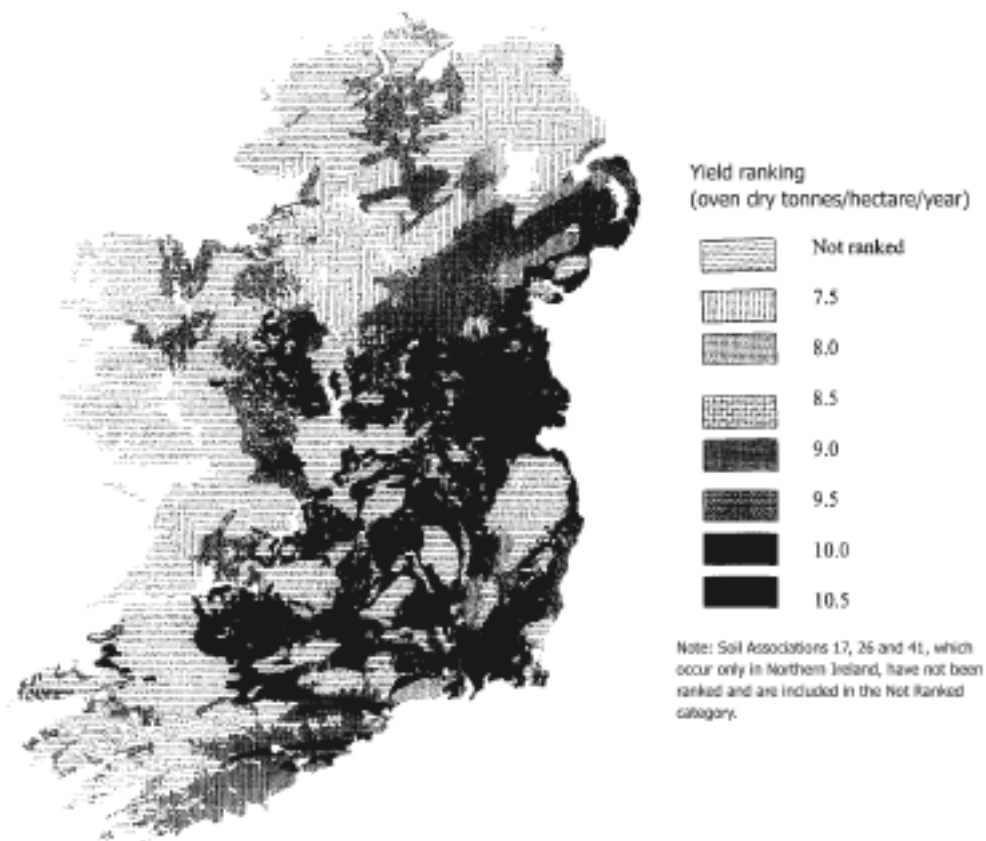 Yield ranking
(oven dry tonnes/hectare/year)
Not ranked
7.5
8.0
8.5
9.0
9.5
10.0
10.5
Note: Soil Associations 17, 26 and 41, which
occur only in Northern Ireland, have not been
ranked and are included in the Not Ranked
category.